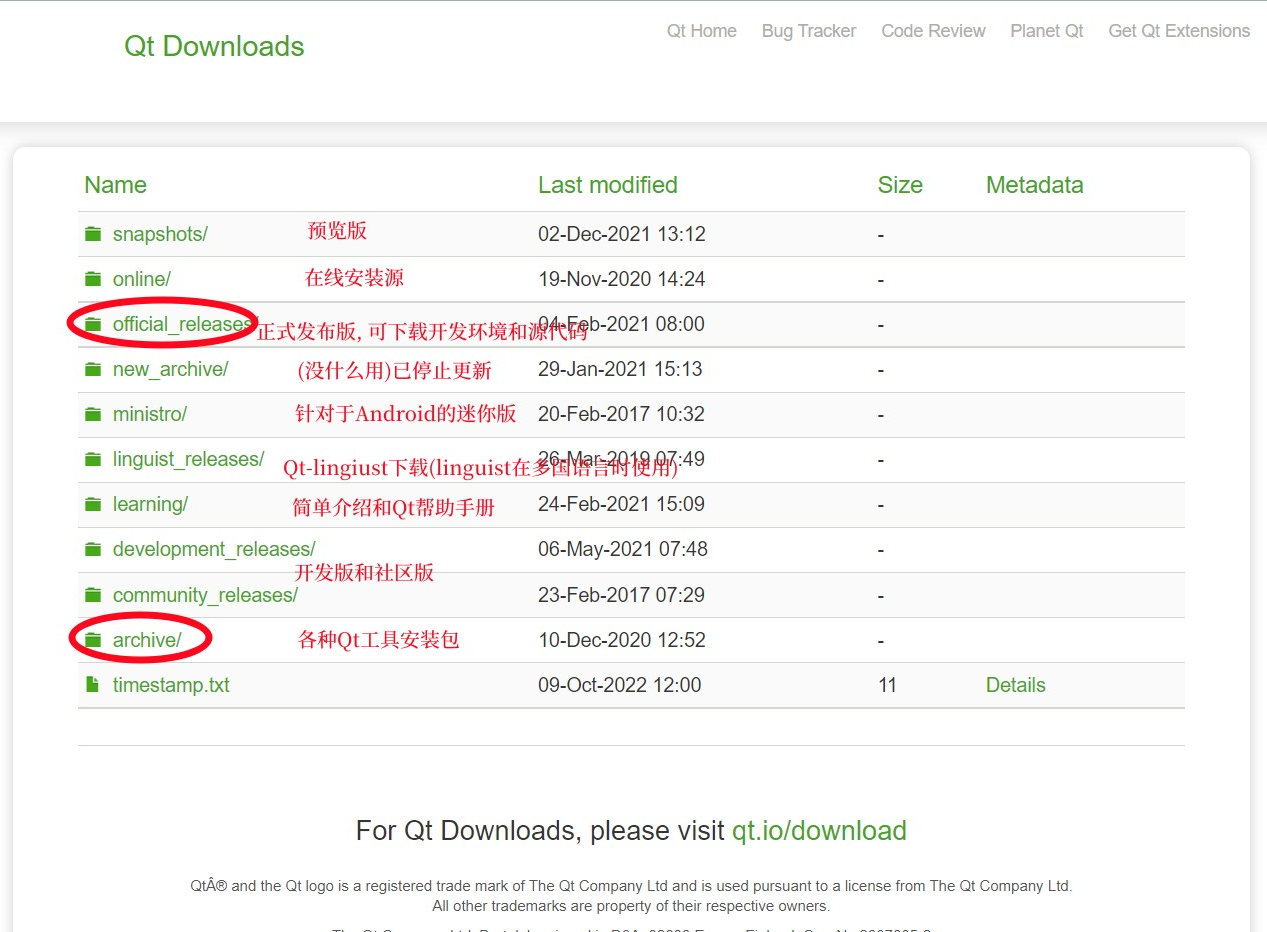 Qt Downloads
Qt Home Bug Tracker Code Review Planet Qt Get Qt Extensions
Name Last modified Size Metadata
snapshots/ 预览版 02-Dec-2021 13:12 -
online/ 在线安装源 19-Nov-2020 14:24 -
official_releases/ 正式发布版, 可下载开发环境和源代码 04-Feb-2021 08:00 -
new_archive/ (没什么用)已停止更新 29-Jan-2021 15:13 -
ministro/ 针对于Android的迷你版 20-Feb-2017 10:32 -
linguist_releases/ Qt-lingiust下载(linguist在多国语言时使用) 26-Mar-2019 07:49 -
learning/ 简单介绍和Qt帮助手册 24-Feb-2021 15:09 -
development_releases/ 06-May-2021 07:48 -
开发版和社区版
community_releases/ 23-Feb-2017 07:29 -
archive/ 各种Qt工具安装包 10-Dec-2020 12:52 -
timestamp.txt 09-Oct-2022 12:00 11 Details
For Qt Downloads, please visit qt.io/download
QtÂ® and the Qt logo is a registered trade mark of The Qt Company Ltd and is used pursuant to a license from The Qt Company Ltd.
All other trademarks are property of their respective owners.